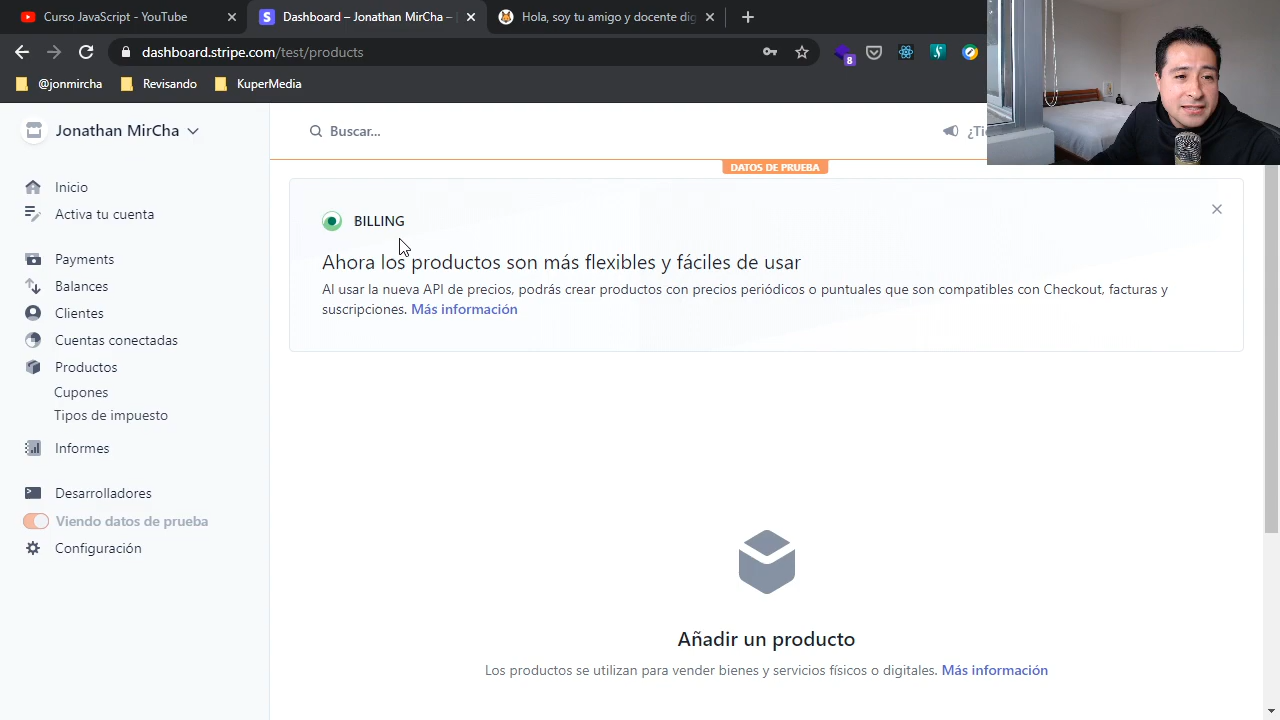 Curso JavaScript - YouTube
Dashboard – Jonathan MirCha –
Hola, soy tu amigo y docente dig
dashboard.stripe.com/test/products
8
@jonmircha
Revisando
KuperMedia
Jonathan MirCha
Buscar...
DATOS DE PRUEBA
Inicio
Activa tu cuenta
Payments
Balances
Clientes
Cuentas conectadas
Productos
Cupones
Tipos de impuesto
Informes
Desarrolladores
Viendo datos de prueba
Configuración
BILLING
Ahora los productos son más flexibles y fáciles de usar
Al usar la nueva API de precios, podrás crear productos con precios periódicos o puntuales que son compatibles con Checkout, facturas y
suscripciones. Más información
Añadir un producto
Los productos se utilizan para vender bienes y servicios físicos o digitales. Más información